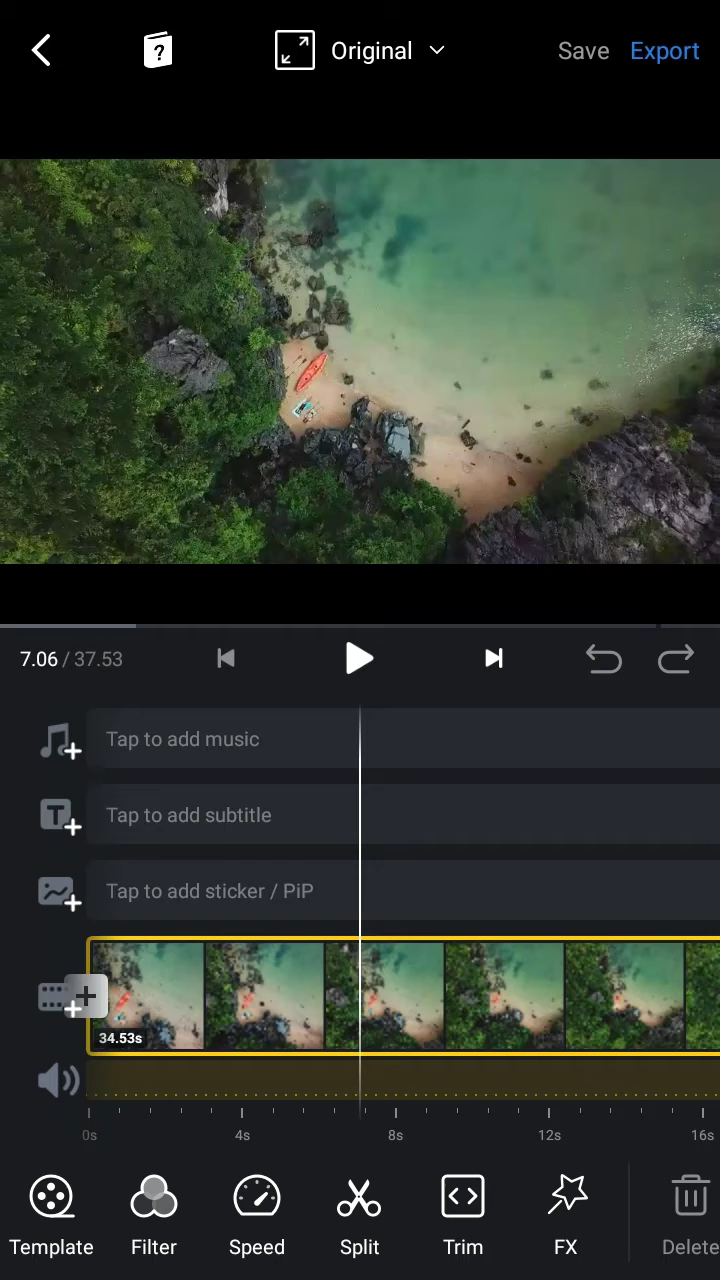 Original
Save
Export
7.06 / 37.53
Tap to add music
T
Tap to add subtitle
Tap to add sticker / PiP
34.53s
0s 4s 8s 12s 16s
Template Filter Speed Split Trim FX Delete